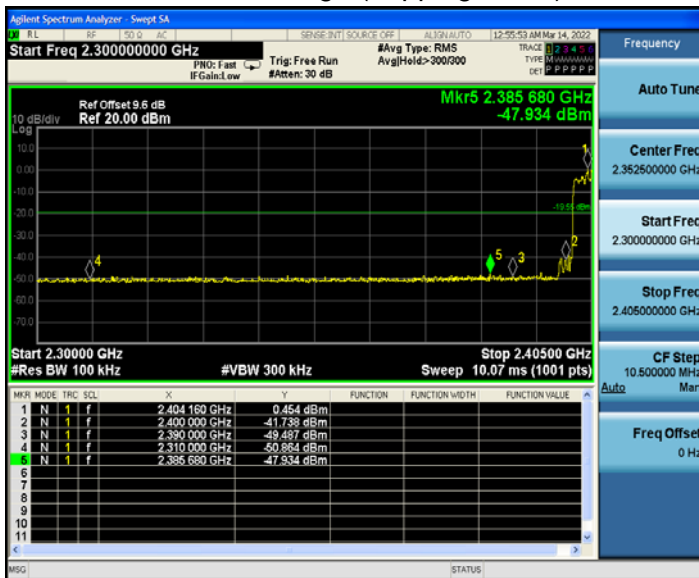 Agilent Spectrum Analyzer - Swept SA
RL RF 50 Ω AC SENSE:INT SOURCE OFF ALIGNAUTO 12:55:53 AM Mar 14, 2022
Start Freq 2.300000000 GHz
PNO: Fast
IFGain:Low
Trig: Free Run
#Atten: 30 dB
#Avg Type: RMS
Avg|Hold:>300/300
TRACE 1 2 3 4 5 6
TYPE M
DET P P P P P P
Ref Offset 9.6 dB
Ref 20.00 dBm
10 dB/div
Log
Mkr5 2.385 680 GHz
-47.934 dBm
10.0
0.00
-10.0
-20.0
-30.0
-40.0
-50.0
-60.0
-70.0
1
-19.55 dBm
2
5
3
4
Start 2.30000 GHz
#Res BW 100 kHz
#VBW 300 kHz
Stop 2.40500 GHz
Sweep 10.07 ms (1001 pts)
MKR MODE TRC SCL X Y FUNCTION FUNCTION WIDTH FUNCTION VALUE
1 N 1 f 2.404 160 GHz 0.454 dBm
2 N 1 f 2.400 000 GHz -41.738 dBm
3 N 1 f 2.390 000 GHz -49.487 dBm
4 N 1 f 2.310 000 GHz -50.864 dBm
5 N 1 f 2.385 680 GHz -47.934 dBm
6
7
8
9
10
11
MSG STATUS
Frequency
Auto Tune
Center Freq
2.352500000 GHz
Start Freq
2.300000000 GHz
Stop Freq
2.405000000 GHz
CF Step
10.500000 MHz
Auto Man
Freq Offset
0 Hz